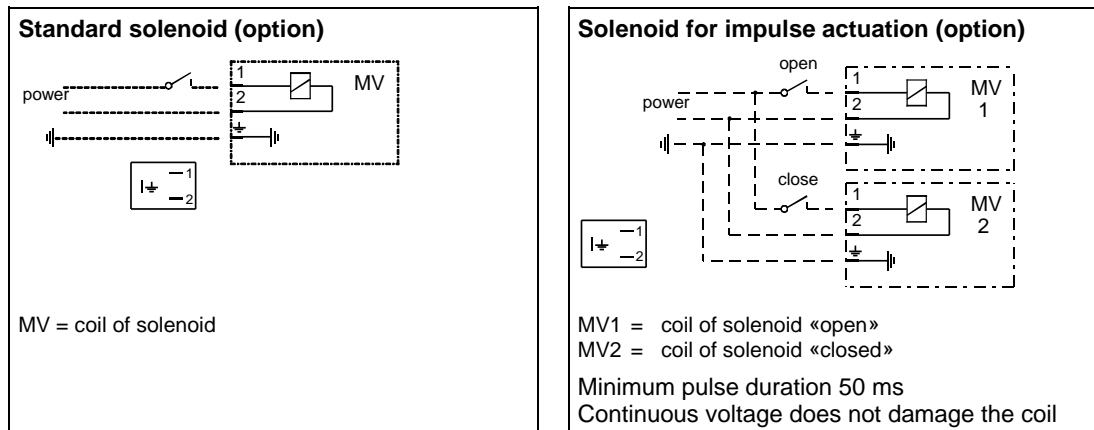 Standard solenoid (option)
power
1
2
MV
1
2
MV = coil of solenoid
Solenoid for impulse actuation (option)
open
power
1
2
MV
1
close
1
2
MV
2
1
2
MV1 = coil of solenoid «open»
MV2 = coil of solenoid «closed»
Minimum pulse duration 50 ms
Continuous voltage does not damage the coil